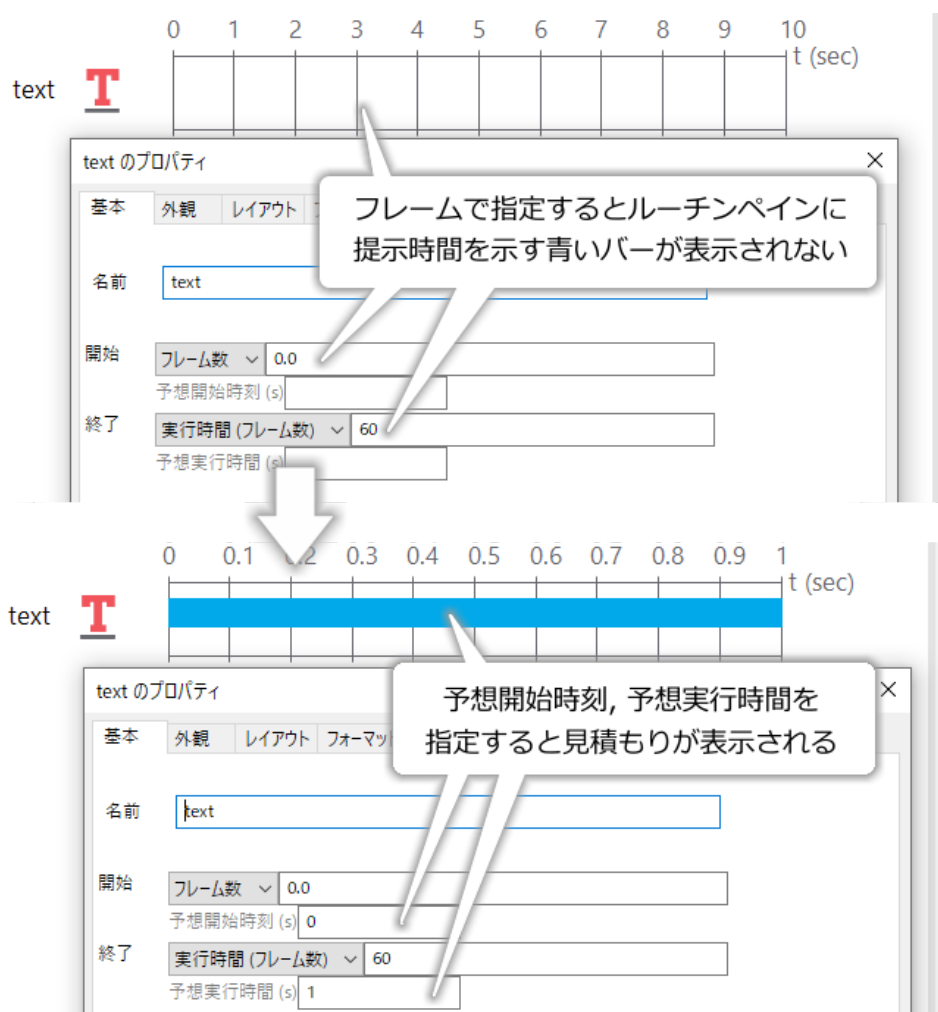 0 1 2 3 4 5 6 7 8 9 10
t (sec)
text T
text のプロパティ
基本 外観 レイアウト
フレームで指定するとルーチンペインに
提示時間を示す青いバーが表示されない
名前 text
開始 フレーム数 0.0
予想開始時刻 (s)
終了 実行時間 (フレーム数) 60
予想実行時間 (s)
0 0.1 0.2 0.3 0.4 0.5 0.6 0.7 0.8 0.9 1
t (sec)
text T
text のプロパティ
基本 外観 レイアウト フォーマッ
予想開始時刻, 予想実行時間を
指定すると見積もりが表示される
名前 text
開始 フレーム数 0.0
予想開始時刻 (s) 0
終了 実行時間 (フレーム数) 60
予想実行時間 (s) 1